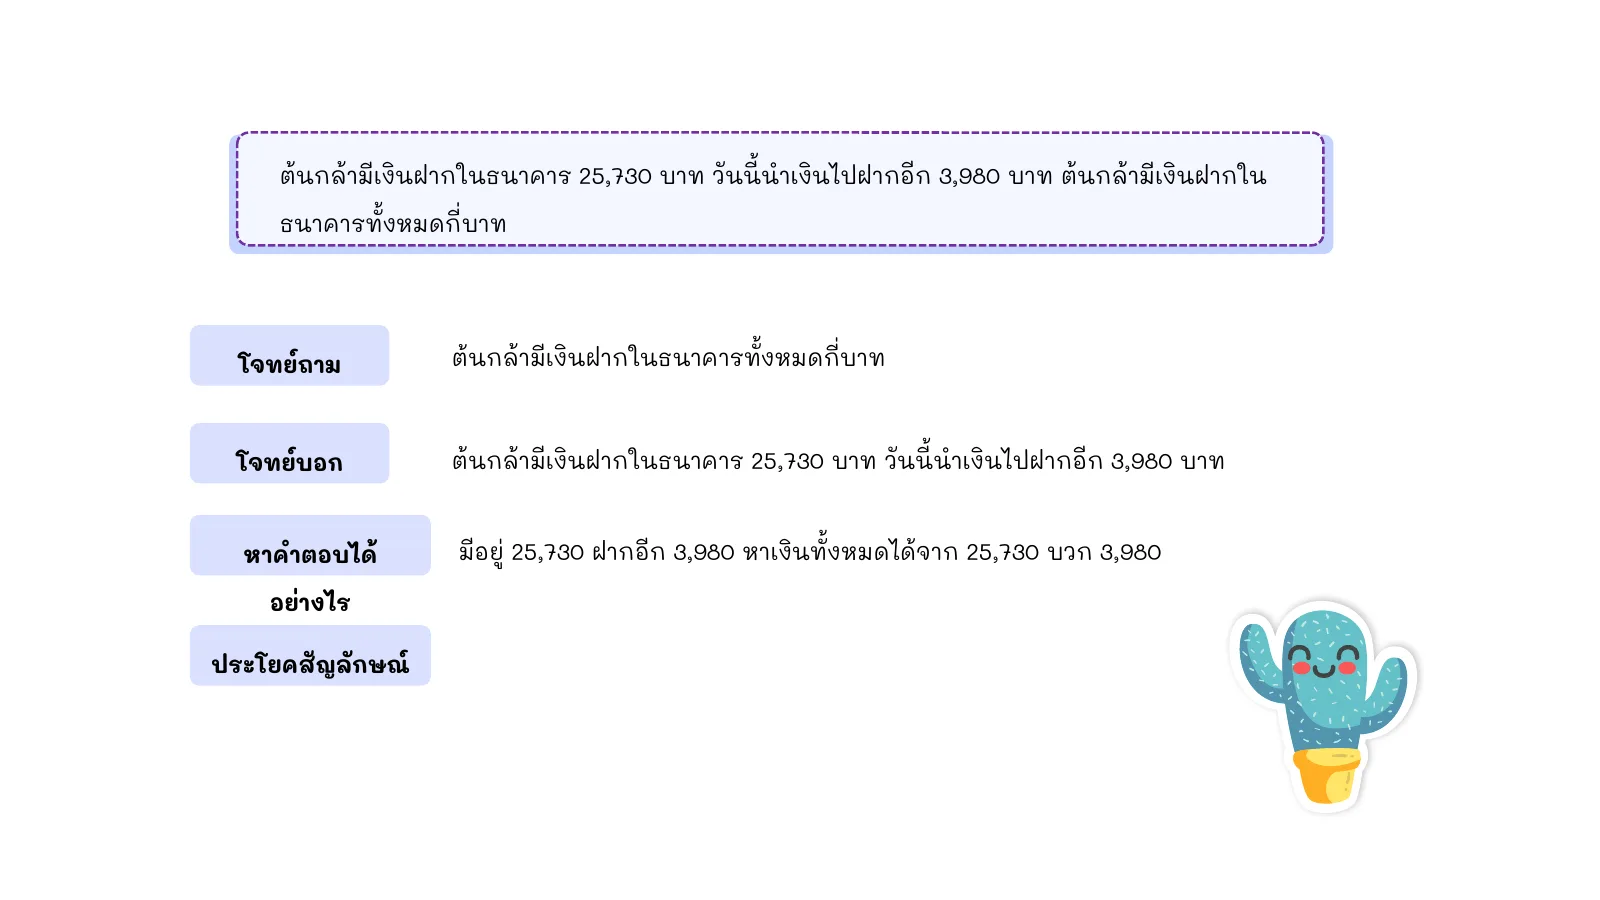 ต้นกล้ามีเงินฝากในธนาคาร 25,730 บาท วันนี้นำเงินไปฝากอีก 3,980 บาท ต้นกล้ามีเงินฝากใน
ธนาคารทั้งหมดกี่บาท
โจทย์ถาม
ต้นกล้ามีเงินฝากในธนาคารทั้งหมดกี่บาท
โจทย์บอก
ต้นกล้ามีเงินฝากในธนาคาร 25,730 บาท วันนี้นำเงินไปฝากอีก 3,980 บาท
หาคำตอบได้
อย่างไร
มีอยู่ 25,730 ฝากอีก 3,980 หาเงินทั้งหมดได้จาก 25,730 บวก 3,980
ประโยคสัญลักษณ์